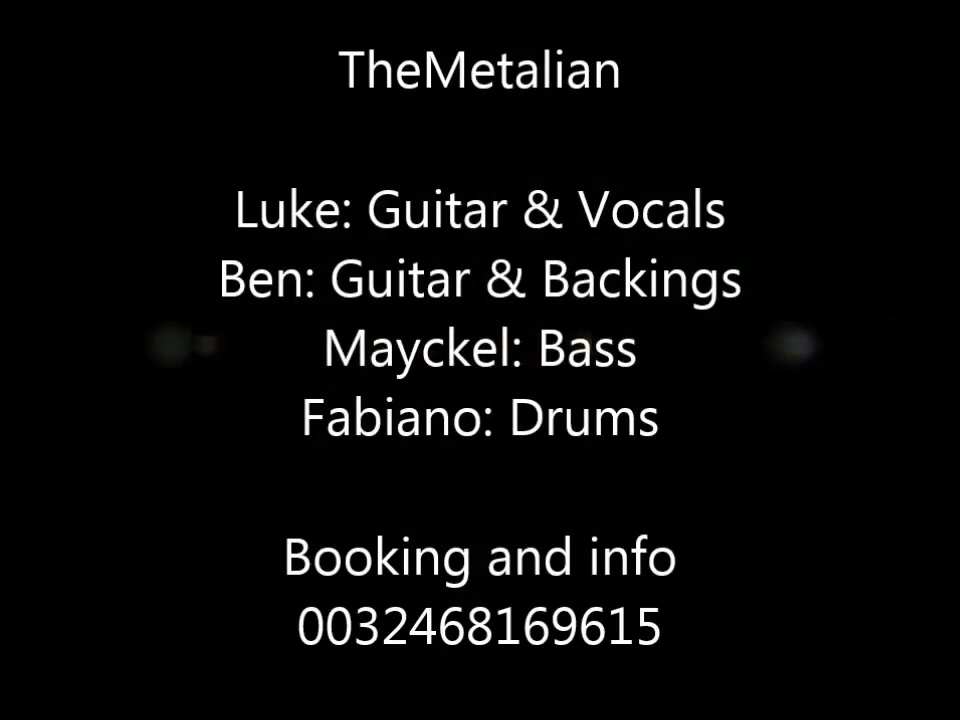 TheMetalian
Luke: Guitar & Vocals
Ben: Guitar & Backings
Mayckel: Bass
Fabiano: Drums
Booking and info
0032468169615